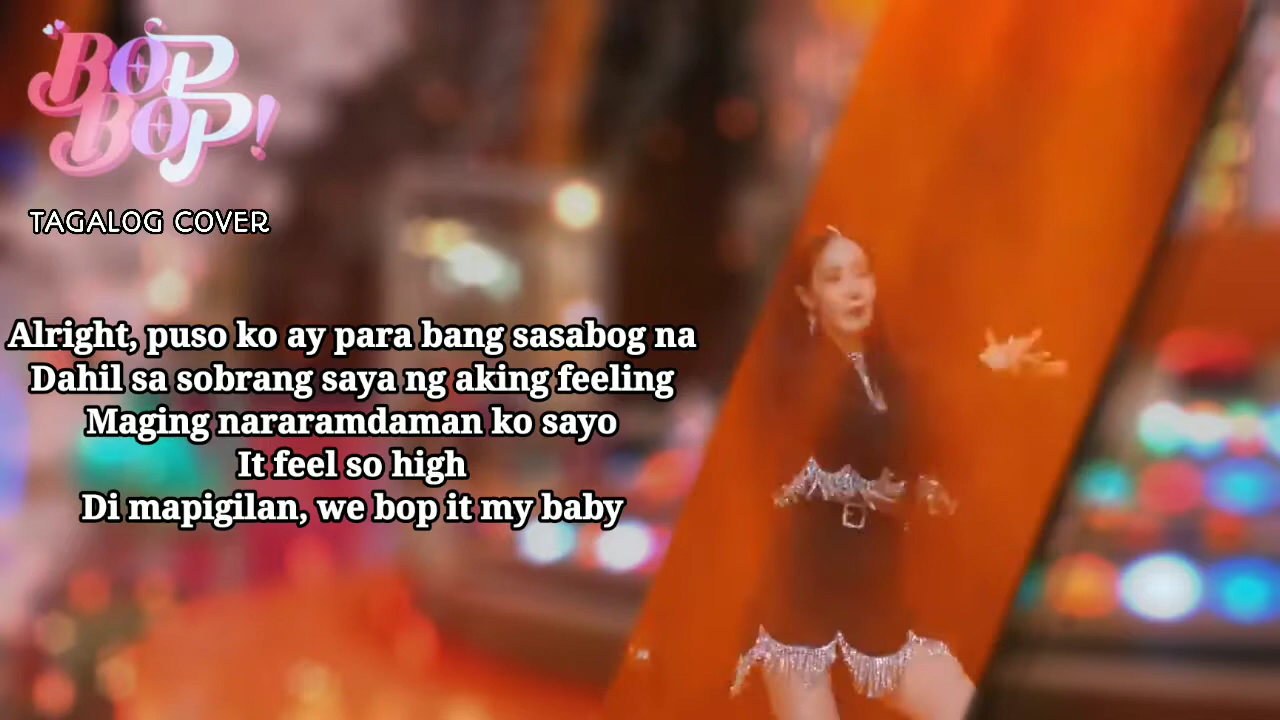 BOP
BOP!
TAGALOG COVER
Alright, puso ko ay para bang sasabog na
Dahil sa sobrang saya ng aking feeling
Maging nararamdaman ko sayo
It feel so high
Di mapigilan, we bop it my baby